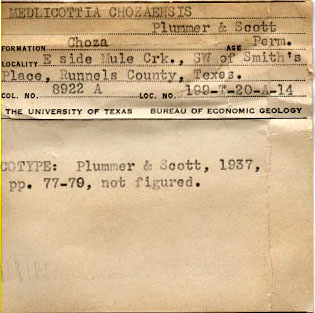 MEDLICOTTIA CHOZAENSIS
Plummer & Scott
FORMATION Choza AGE Perm.
LOCALITY E side Mule Crk., SW of Smith's
Place, Runnels County, Texas.
COL. NO. 8922 A LOC. NO. 199-T-20-A-14
THE UNIVERSITY OF TEXAS BUREAU OF ECONOMIC GEOLOGY
COTYPE: Plummer & Scott, 1937,
pp. 77-79, not figured.